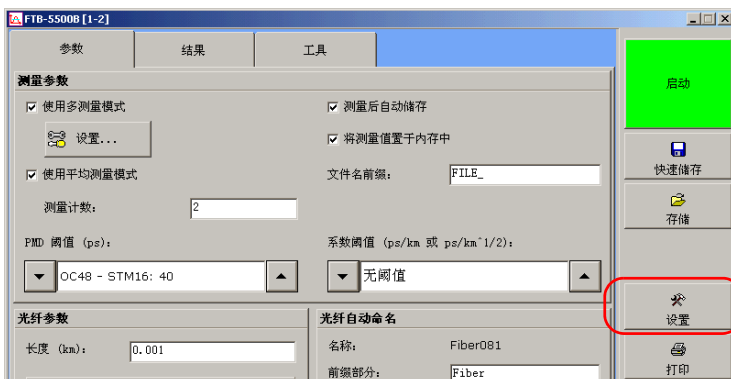 FTB-5500B [1-2]
参数
结果
工具
测量参数
使用多测量模式
设置...
使用平均测量模式
测量计数:
2
PMD 阈值 (ps):
OC48 - STM16: 40
测量后自动储存
将测量值置于内存中
文件名前缀:
FILE_
系数阈值 (ps/km 或 ps/km^1/2):
无阈值
光纤参数
长度 (km):
0.001
光纤自动命名
名称:
Fiber081
前缀部分:
Fiber
启动
快速储存
存储
设置
打印